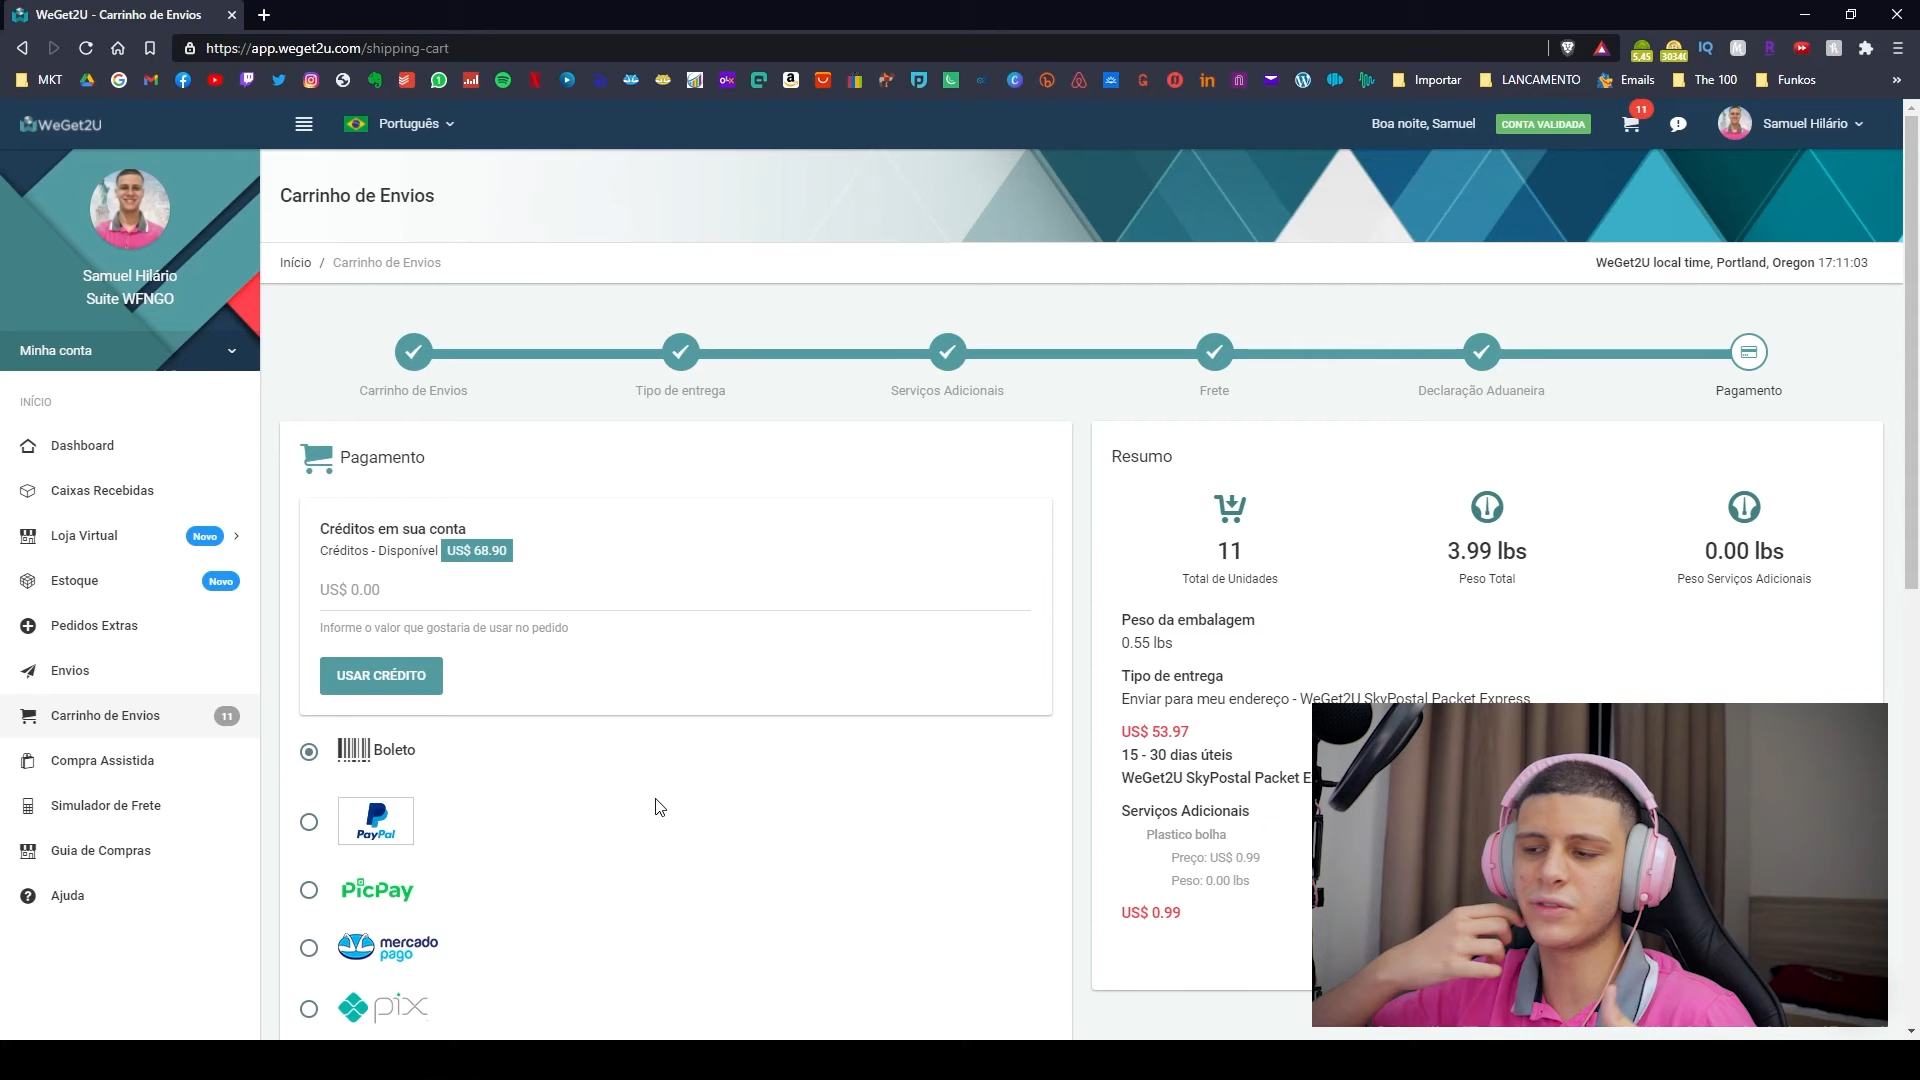 WeGet2U - Carrinho de Envios
https://app.weget2u.com/shipping-cart
5,45
3034
IQ
MKT
Importar
LANCAMENTO
Emails
The 100
Funkos
WeGet2U
Português
Boa noite, Samuel
CONTA VALIDADA
11
Samuel Hilário
Samuel Hilário
Suite WFNGO
Minha conta
INÍCIO
Dashboard
Caixas Recebidas
Loja Virtual
Novo
Estoque
Novo
Pedidos Extras
Envios
Carrinho de Envios
11
Compra Assistida
Simulador de Frete
Guia de Compras
Ajuda
Carrinho de Envios
Início / Carrinho de Envios
WeGet2U local time, Portland, Oregon 17:11:03
Carrinho de Envios
Tipo de entrega
Serviços Adicionais
Frete
Declaração Aduaneira
Pagamento
Pagamento
Créditos em sua conta
Créditos - Disponível US$ 68.90
US$ 0.00
Informe o valor que gostaria de usar no pedido
USAR CRÉDITO
Boleto
PayPal
PicPay
mercado
pago
pix
Resumo
11
Total de Unidades
3.99 lbs
Peso Total
0.00 lbs
Peso Serviços Adicionais
Peso da embalagem
0.55 lbs
Tipo de entrega
Enviar para meu endereço - WeGet2U SkyPostal Packet Express
US$ 53.97
15 - 30 dias úteis
WeGet2U SkyPostal Packet E
Serviços Adicionais
Plastico bolha
Preço: US$ 0.99
Peso: 0.00 lbs
US$ 0.99